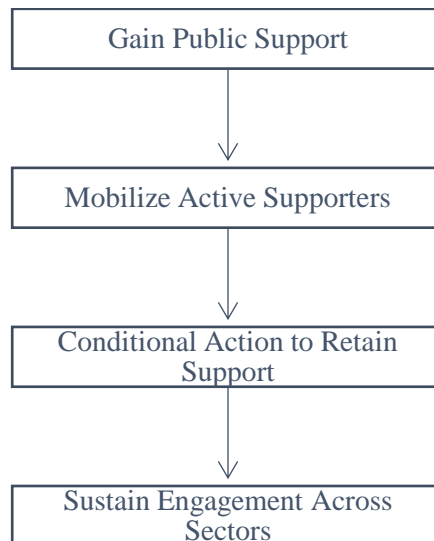 Gain Public Support
Mobilize Active Supporters
Conditional Action to Retain
Support
Sustain Engagement Across
Sectors